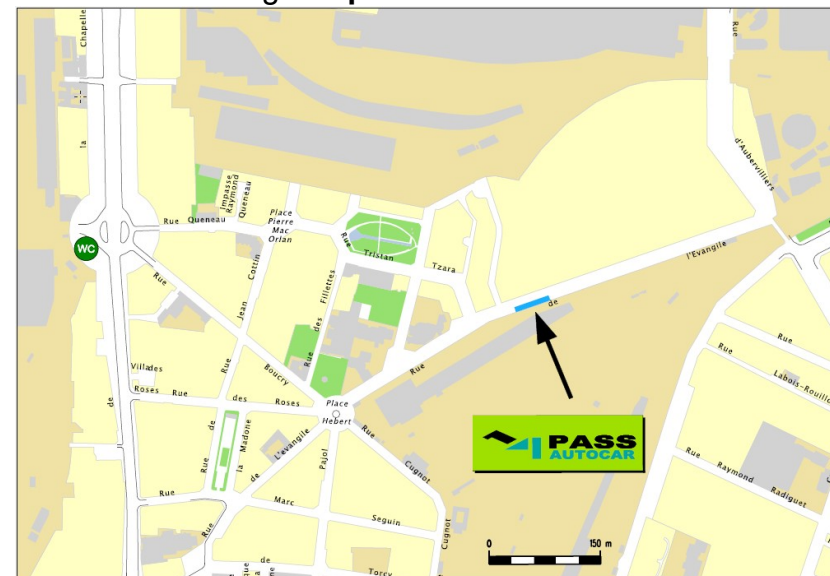 Chapelle
la
Rue
d'Aubervilliers
Impasse
Raymond
Queneau
Rue Queneau
Place
Pierre
Mac
Orlan
WC
Rue
Tristan
Tzara
l'Evangile
Rue
Jean Cottin
Rue des Fillettes
de
Rue
Rue
Villa des
Roses
Rue des Roses
Boucry
Rue
Place
Hebert
Rue
Labois-Rouillon
de
Rue de la Madone
L'evangile
de
Pajol
Rue
Cugnot
PASS
AUTOCAR
Rue
Raymond
Radiguet
Rue
Marc
Seguin
Rue
Cugnot
0
150 m
de
Torcy